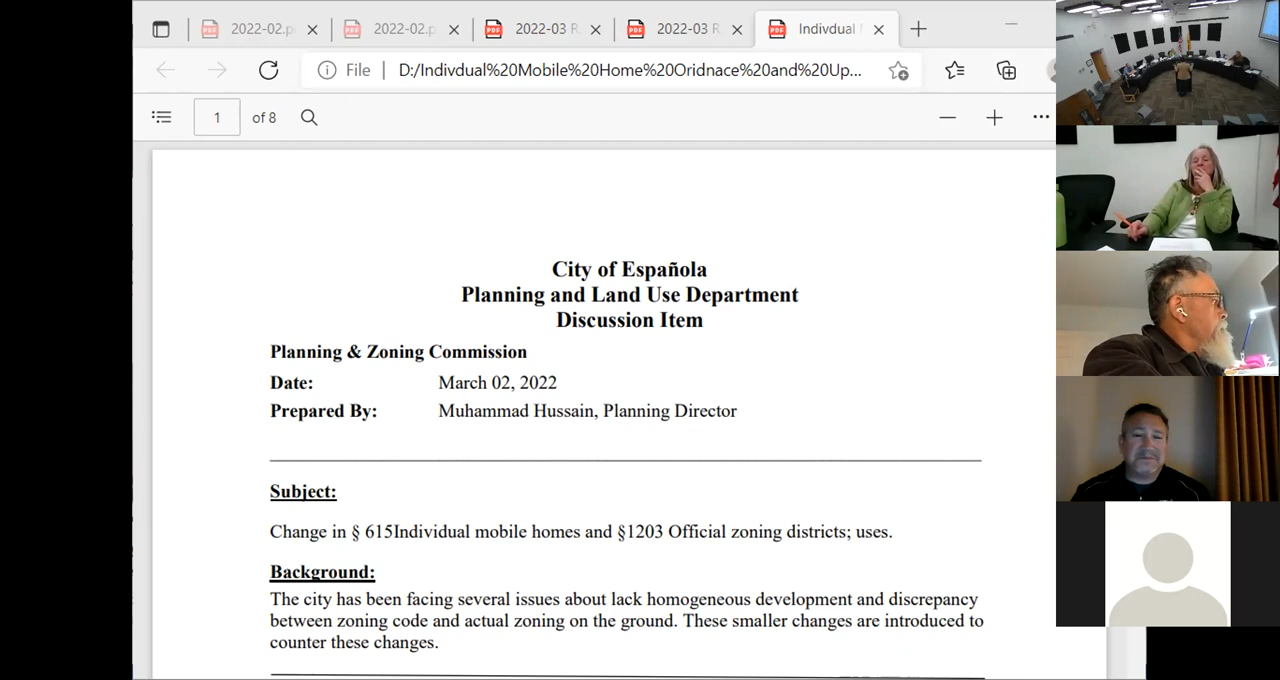 2022-02.p
2022-02.p
2022-03 R
2022-03 R
Indivdual
File
D:/Indivdual%20Mobile%20Home%20Oridnace%20and%20Up...
1
of 8
City of Española
Planning and Land Use Department
Discussion Item
Planning & Zoning Commission
Date: March 02, 2022
Prepared By: Muhammad Hussain, Planning Director
Subject:
Change in § 615Individual mobile homes and §1203 Official zoning districts; uses.
Background:
The city has been facing several issues about lack homogeneous development and discrepancy
between zoning code and actual zoning on the ground. These smaller changes are introduced to
counter these changes.